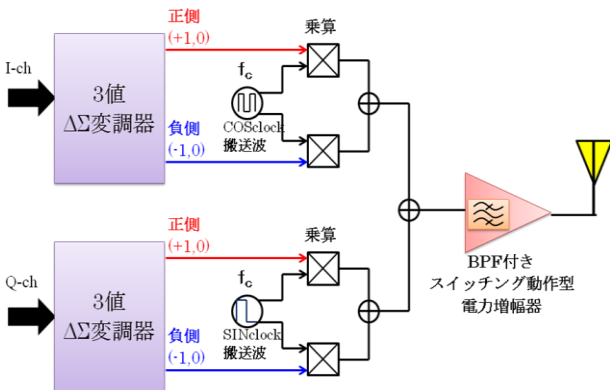 正側
(+1,0)
乗算
I-ch
3値
ΔΣ変調器
fc
COSclock
搬送波
負側
(-1,0)
正側
(+1,0)
乗算
Q-ch
3値
ΔΣ変調器
fc
SINclock
搬送波
負側
(-1,0)
BPF付き
スイッチング動作型
電力増幅器